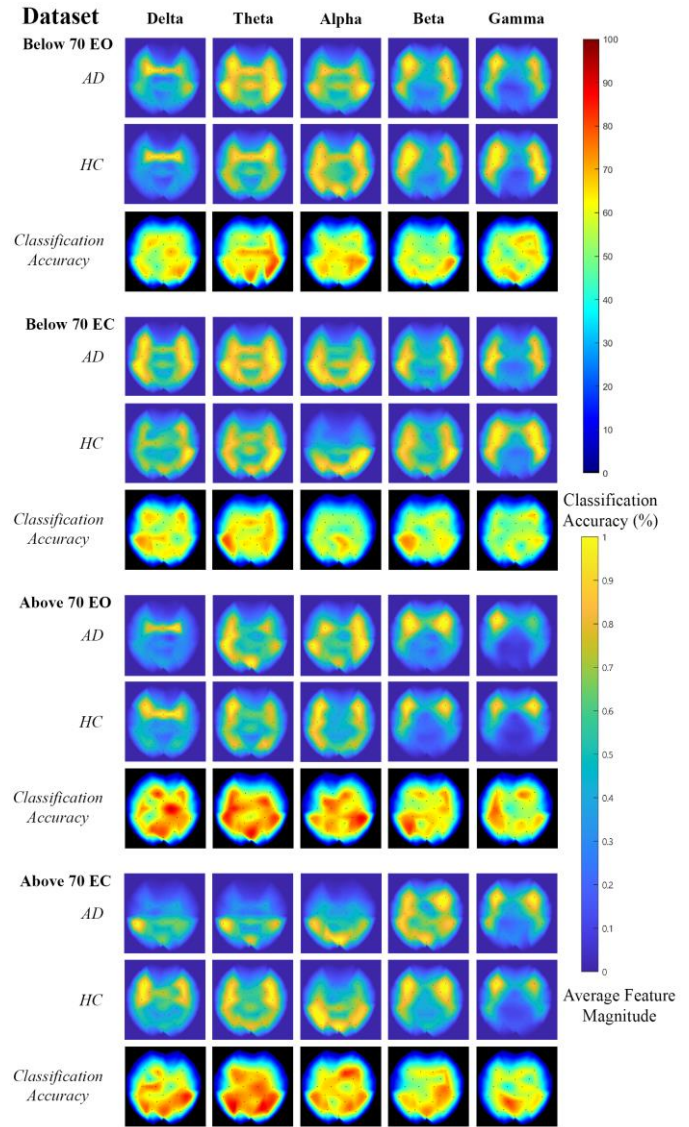 Dataset Delta Theta Alpha Beta Gamma
Below 70 EO
AD
HC
Classification
Accuracy
Below 70 EC
AD
HC
Classification
Accuracy
Above 70 EO
AD
HC
Classification
Accuracy
Above 70 EC
AD
HC
Classification
Accuracy
100
90
80
70
60
50
40
30
20
10
0
Classification
Accuracy (%)
1
0.9
0.8
0.7
0.6
0.5
0.4
0.3
0.2
0.1
0
Average Feature
Magnitude